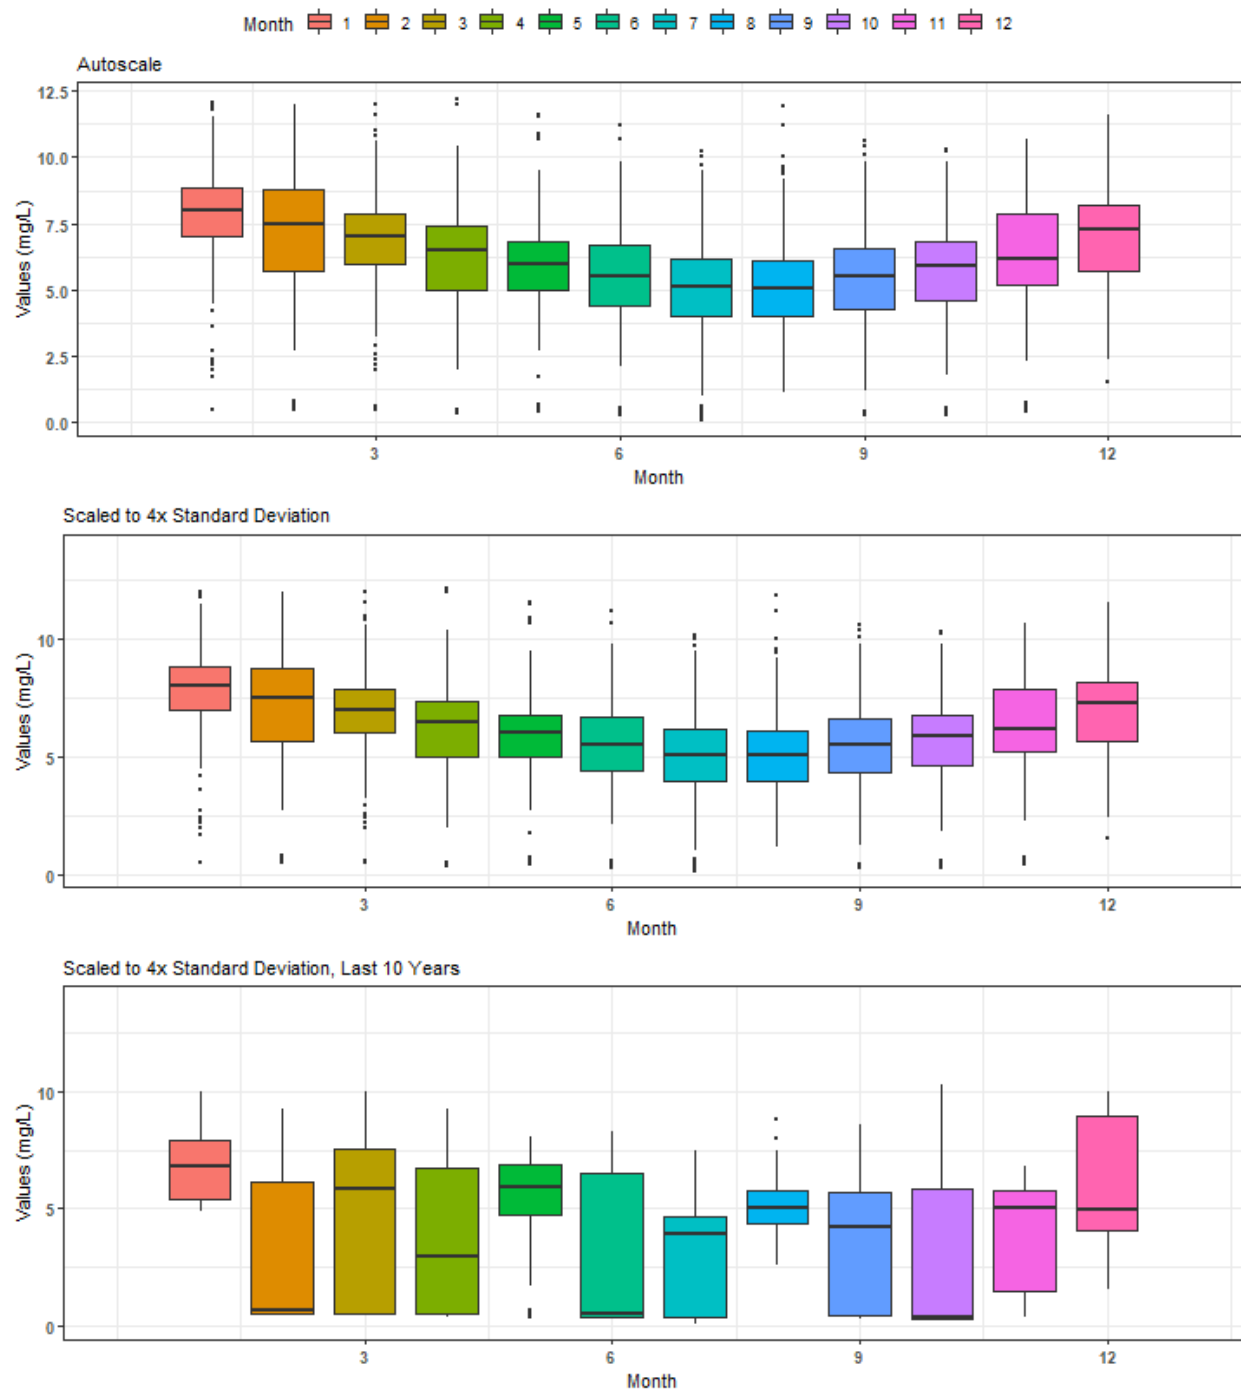 Month 1 2 3 4 5 6 7 8 9 10 11 12
Autoscale
12.5
10.0
7.5
5.0
2.5
0.0
Values (mg/L)
3 6 9 12
Month
Scaled to 4x Standard Deviation
10
5
0
Values (mg/L)
3 6 9 12
Month
Scaled to 4x Standard Deviation, Last 10 Years
10
5
0
Values (mg/L)
3 6 9 12
Month